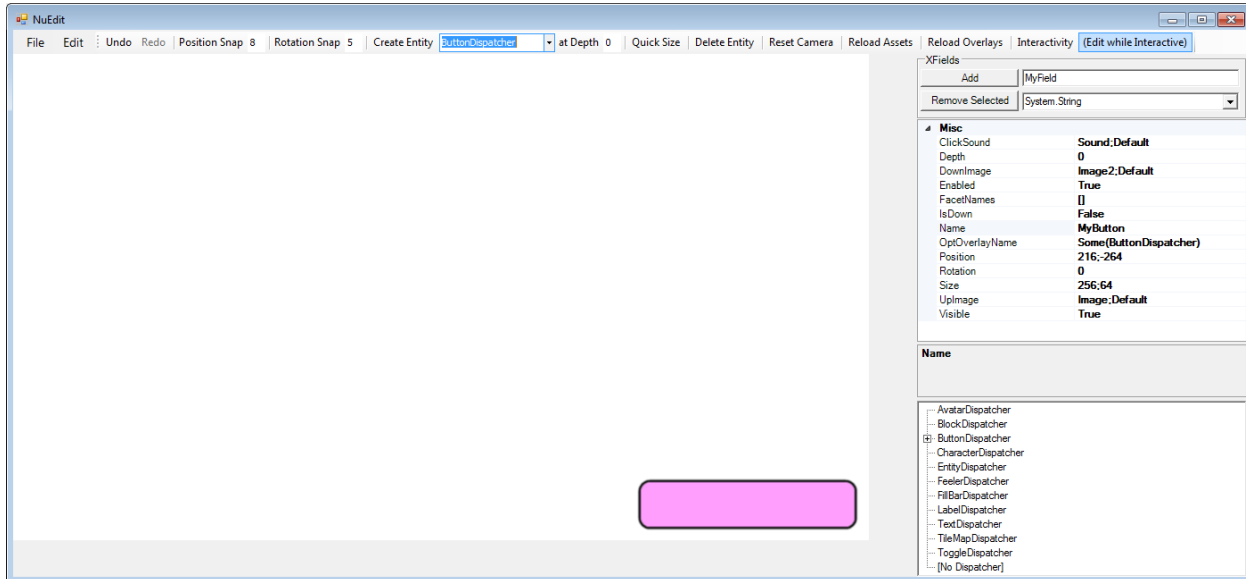 NuEdit
File Edit Undo Redo Position Snap 8 Rotation Snap 5 Create Entity ButtonDispatcher at Depth 0 Quick Size Delete Entity Reset Camera Reload Assets Reload Overlays Interactivity (Edit while Interactive)
XFields
Add MyField
Remove Selected System.String
Misc
ClickSound Sound;Default
Depth 0
DownImage Image2;Default
Enabled True
FacetNames []
IsDown False
Name MyButton
OptOverlayName Some(ButtonDispatcher)
Position 216;-264
Rotation 0
Size 256;64
UpImage Image;Default
Visible True
Name
AvatarDispatcher
BlockDispatcher
ButtonDispatcher
CharacterDispatcher
EntityDispatcher
FeelerDispatcher
FillBarDispatcher
LabelDispatcher
TextDispatcher
TileMapDispatcher
ToggleDispatcher
[No Dispatcher]